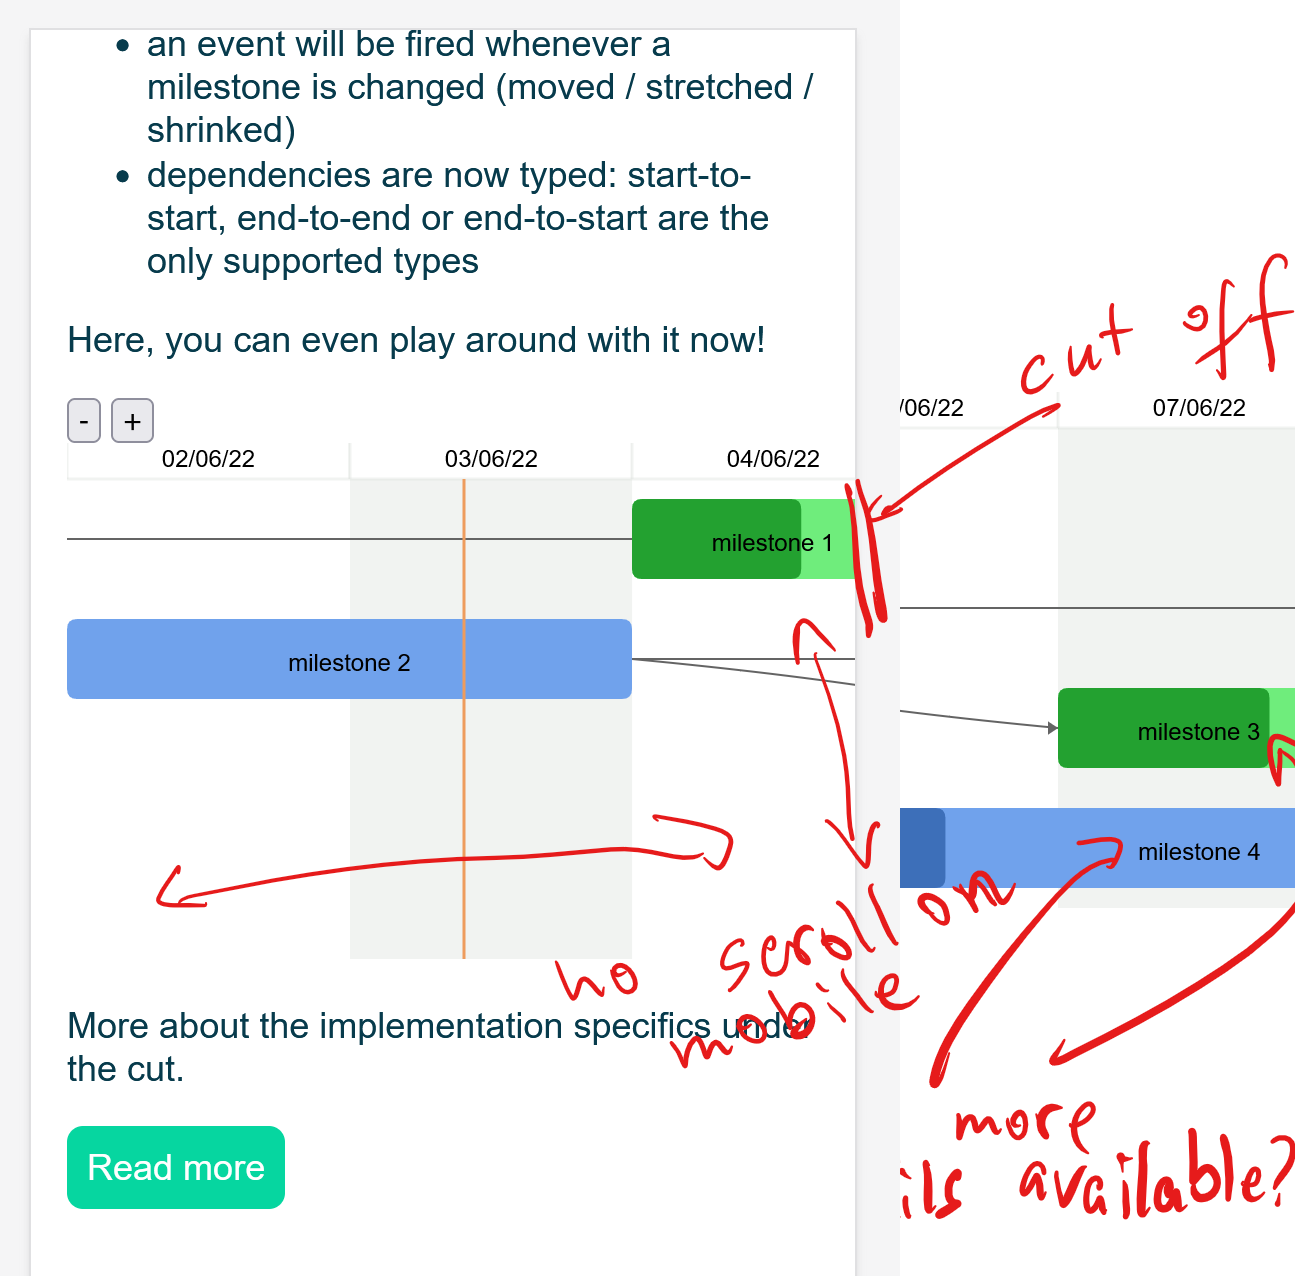 an event will be fired whenever a
milestone is changed (moved / stretched /
shrinked)
dependencies are now typed: start-to-
start, end-to-end or end-to-start are the
only supported types
Here, you can even play around with it now!
cut off
- +
/06/22 07/06/22
02/06/22 03/06/22 04/06/22
milestone 1
milestone 2
milestone 3
milestone 4
no scroll on
mobile
More about the implementation specifics under
the cut.
more
ils available?
Read more